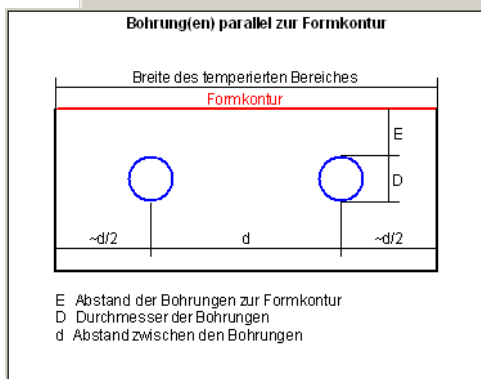 Bohrung(en) parallel zur Formkontur
Breite des temperierten Bereiches
Formkontur
E
D
~d/2
d
~d/2
E Abstand der Bohrungen zur Formkontur
D Durchmesser der Bohrungen
d Abstand zwischen den Bohrungen